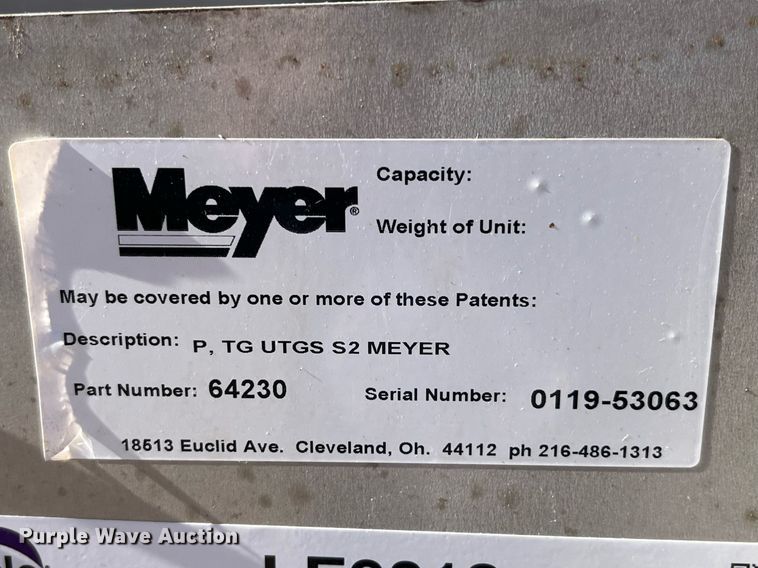 Meyer®
Capacity:
Weight of Unit:
May be covered by one or more of these Patents:
Description: P, TG UTGS S2 MEYER
Part Number: 64230 Serial Number: 0119-53063
18513 Euclid Ave. Cleveland, Oh. 44112 ph 216-486-1313
Purple Wave Auction